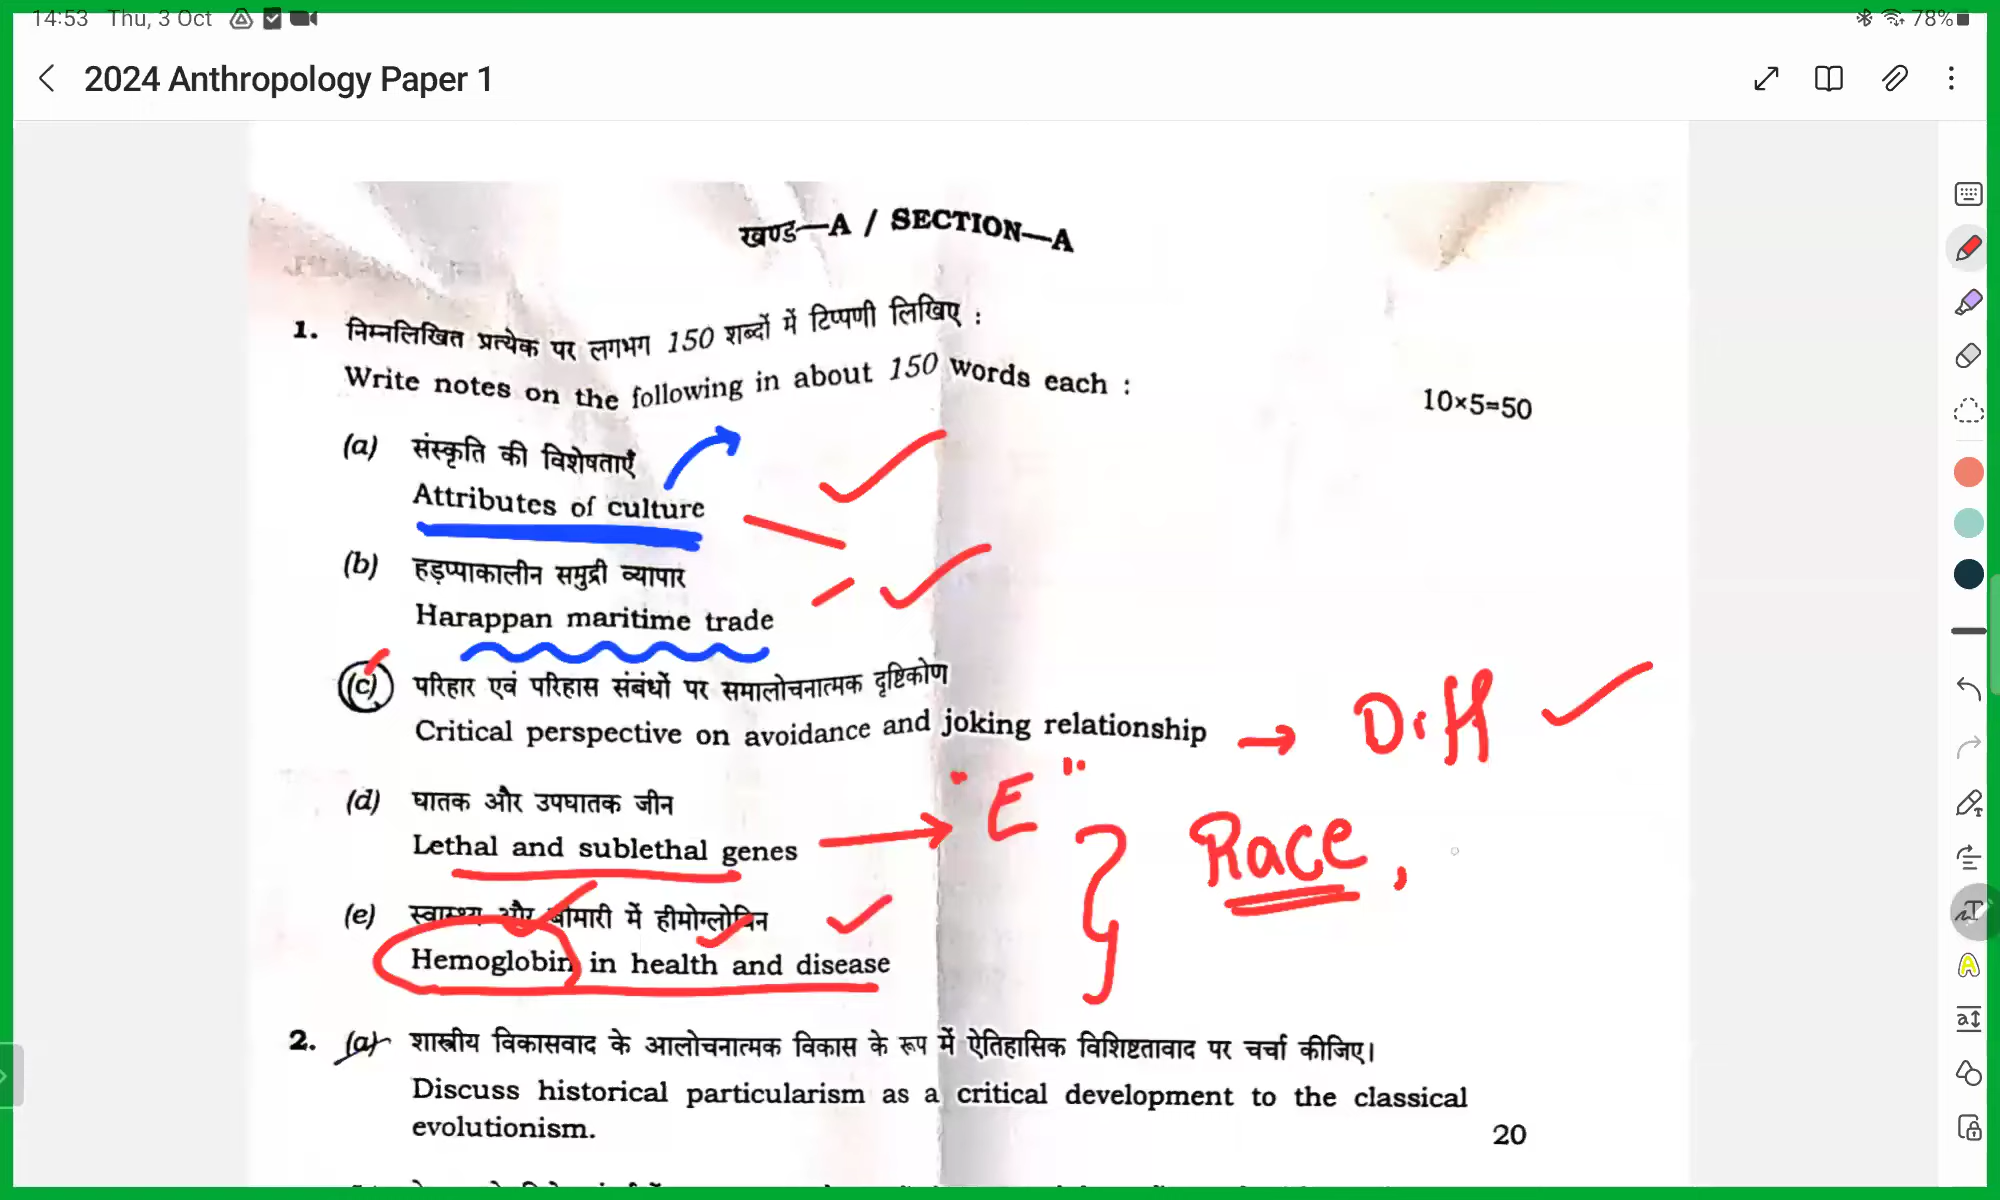 14:53 Thu, 3 Oct 78%
2024 Anthropology Paper 1
खण्ड—A / SECTION—A
1. निम्नलिखित प्रत्येक पर लगभग 150 शब्दों में टिप्पणी लिखिए :
Write notes on the following in about 150 words each :
10×5=50
(a) संस्कृति की विशेषताएँ
Attributes of culture
(b) हड़प्पाकालीन समुद्री व्यापार
Harappan maritime trade
(c) परिहार एवं परिहास संबंधों पर समालोचनात्मक दृष्टिकोण
Critical perspective on avoidance and joking relationship → Diff
(d) घातक और उपघातक जीन
"E"
Lethal and sublethal genes
Race,
(e) स्वास्थ्य और बीमारी में हीमोग्लोबिन
Hemoglobin in health and disease
2. (a) शास्त्रीय विकासवाद के आलोचनात्मक विकास के रूप में ऐतिहासिक विशिष्टतावाद पर चर्चा कीजिए।
Discuss historical particularism as a critical development to the classical
evolutionism.
20